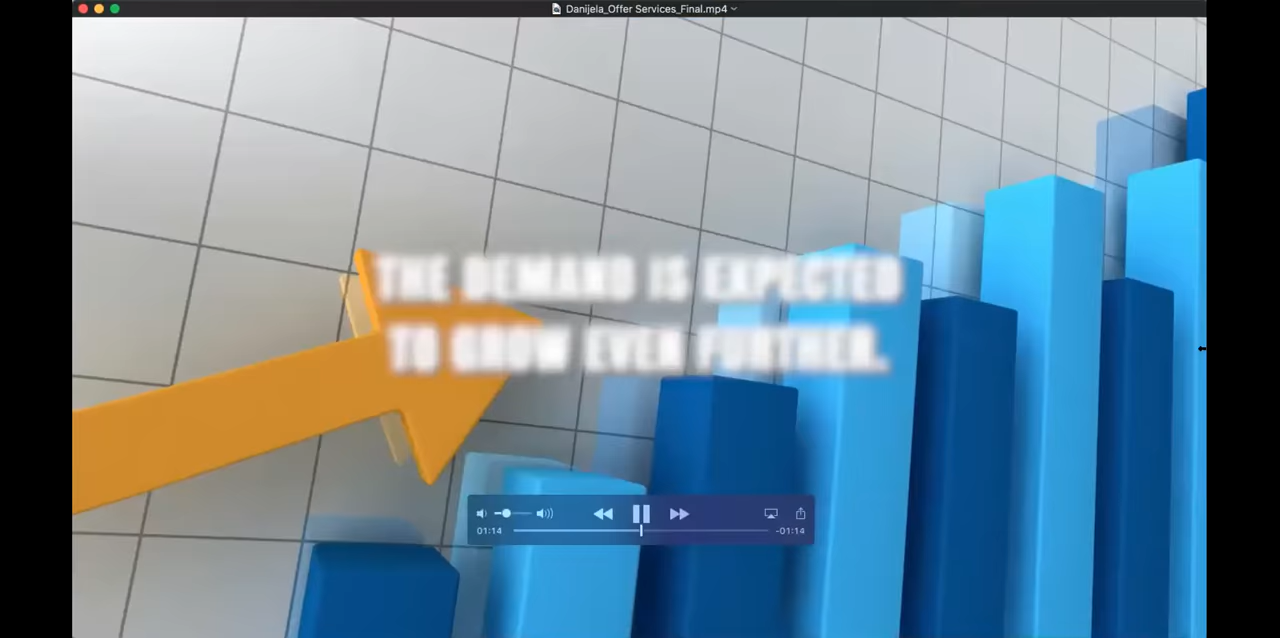 Danijela_Offer Services_Final.mp4
THE DEMAND IS EXPECTED
TO GROW EVEN FURTHER.
01:14
-01:14